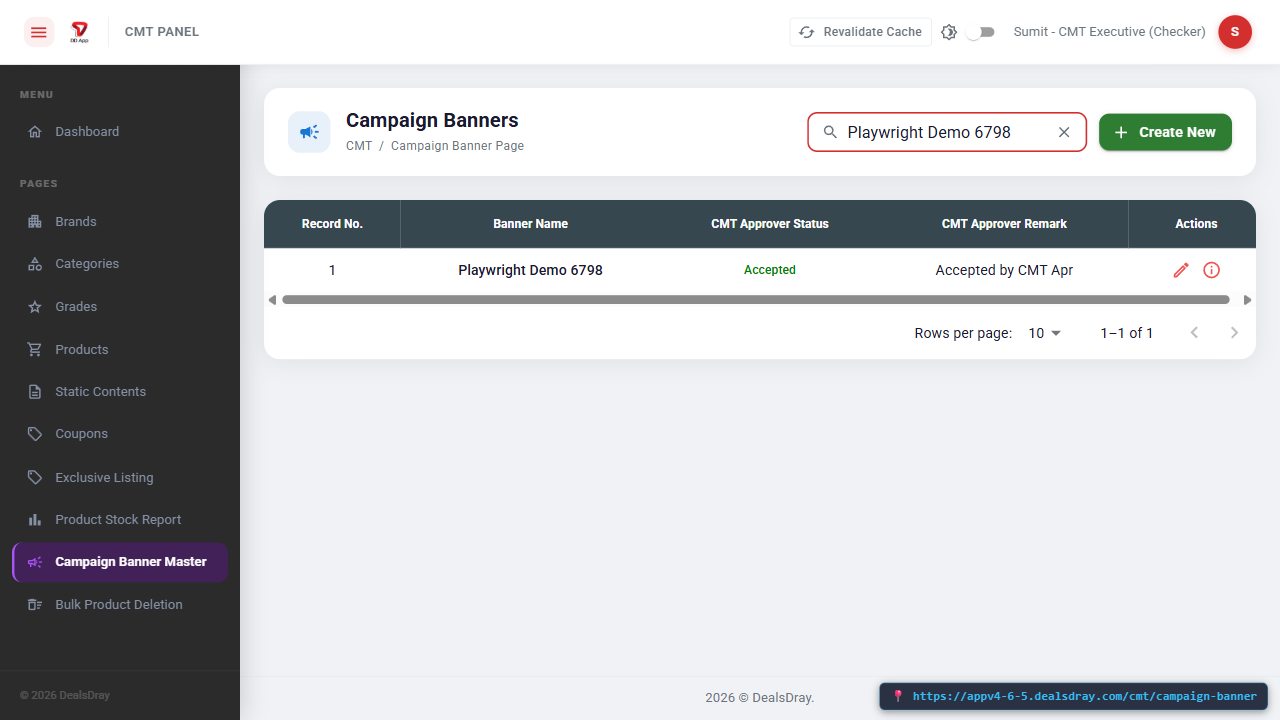 DD App
CMT PANEL
Revalidate Cache
Sumit - CMT Executive (Checker)
S
MENU
Dashboard
PAGES
Brands
Categories
Grades
Products
Static Contents
Coupons
Exclusive Listing
Product Stock Report
Campaign Banner Master
Bulk Product Deletion
© 2026 DealsDray
Campaign Banners
CMT / Campaign Banner Page
Playwright Demo 6798
Create New
Record No. Banner Name CMT Approver Status CMT Approver Remark Actions
1 Playwright Demo 6798 Accepted Accepted by CMT Apr
Rows per page: 10 1–1 of 1
2026 © DealsDray.
https://appv4-6-5.dealsdray.com/cmt/campaign-banner